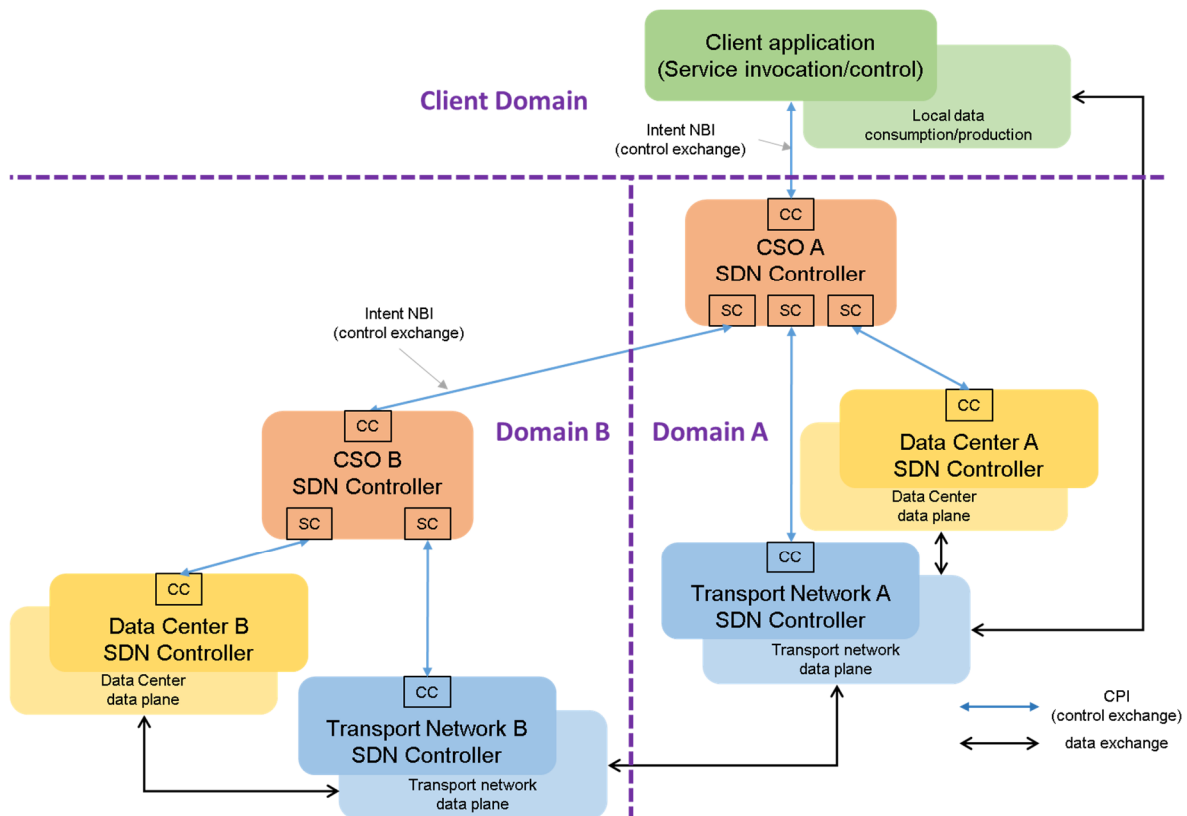 Client application
(Service invocation/control)
Client Domain
Local data
consumption/production
Intent NBI
(control exchange)
CC
CSO A
SDN Controller
SC SC SC
Intent NBI
(control exchange)
CC
CC
Domain B
Domain A
CSO B
SDN Controller
Data Center A
SDN Controller
Data Center
data plane
SC SC
CC
CC
Transport Network A
SDN Controller
Data Center B
SDN Controller
Transport network
data plane
Data Center
data plane
CC
CPI
(control exchange)
Transport Network B
SDN Controller
data exchange
Transport network
data plane